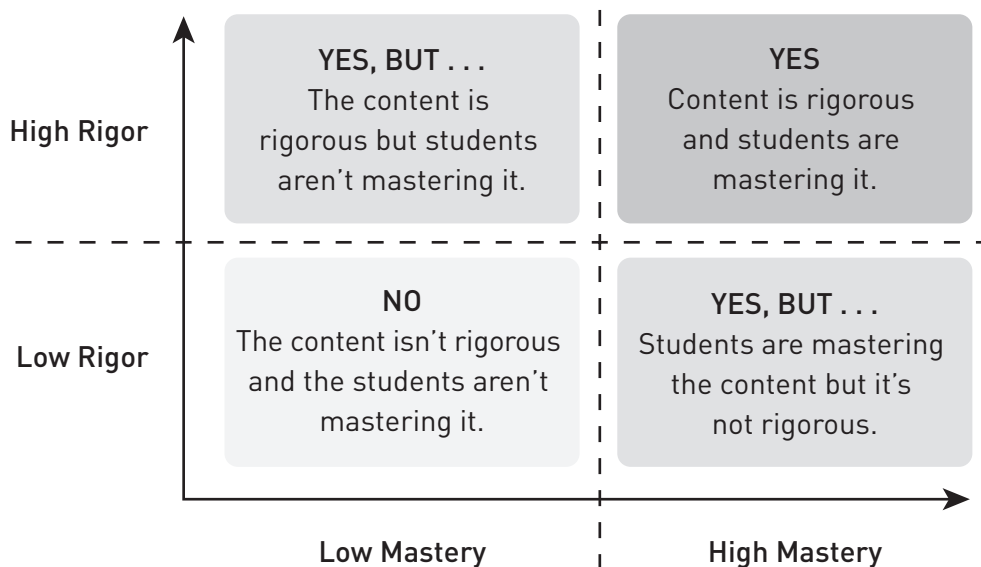 High Rigor
YES, BUT . . .
The content is
rigorous but students
aren't mastering it.
YES
Content is rigorous
and students are
mastering it.
Low Rigor
NO
The content isn't rigorous
and the students aren't
mastering it.
YES, BUT . . .
Students are mastering
the content but it's
not rigorous.
Low Mastery
High Mastery